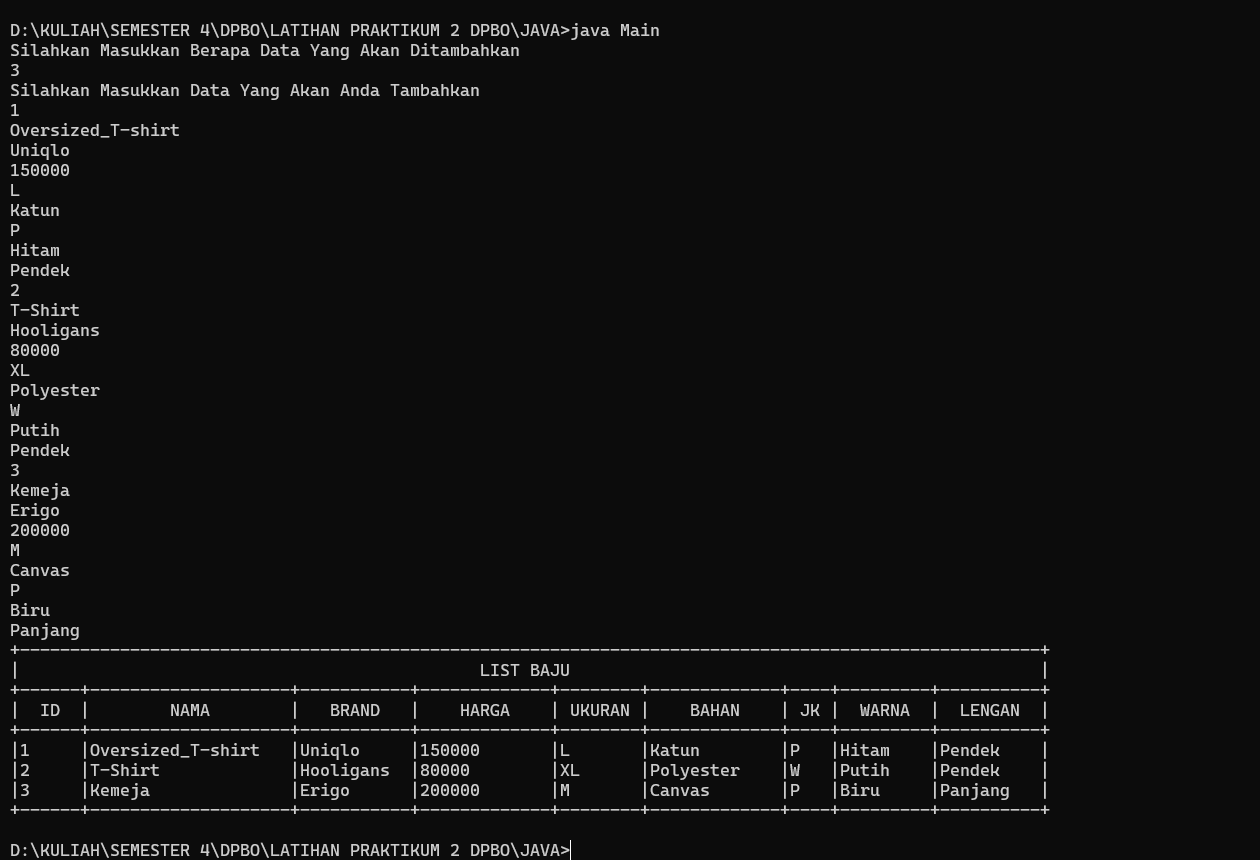 D:\KULIAH\SEMESTER 4\DPBO\LATIHAN PRAKTIKUM 2 DPBO\JAVA>java Main
Silahkan Masukkan Berapa Data Yang Akan Ditambahkan
3
Silahkan Masukkan Data Yang Akan Anda Tambahkan
1
Oversized_T-shirt
Uniqlo
150000
L
Katun
P
Hitam
Pendek
2
T-Shirt
Hooligans
80000
XL
Polyester
W
Putih
Pendek
3
Kemeja
Erigo
200000
M
Canvas
P
Biru
Panjang
+------------------------------------------------------------------------------------------------------+
|                                              LIST BAJU                                               |
+------+--------------------+-----------+-------------+--------+-------------+----+---------+----------+
|  ID  |        NAMA        |   BRAND   |    HARGA    | UKURAN |    BAHAN    | JK |  WARNA  |  LENGAN  |
+------+--------------------+-----------+-------------+--------+-------------+----+---------+----------+
|1     |Oversized_T-shirt   |Uniqlo     |150000       |L       |Katun        |P   |Hitam    |Pendek    |
|2     |T-Shirt             |Hooligans  |80000        |XL      |Polyester    |W   |Putih    |Pendek    |
|3     |Kemeja              |Erigo      |200000       |M       |Canvas       |P   |Biru     |Panjang   |
+------+--------------------+-----------+-------------+--------+-------------+----+---------+----------+
D:\KULIAH\SEMESTER 4\DPBO\LATIHAN PRAKTIKUM 2 DPBO\JAVA>